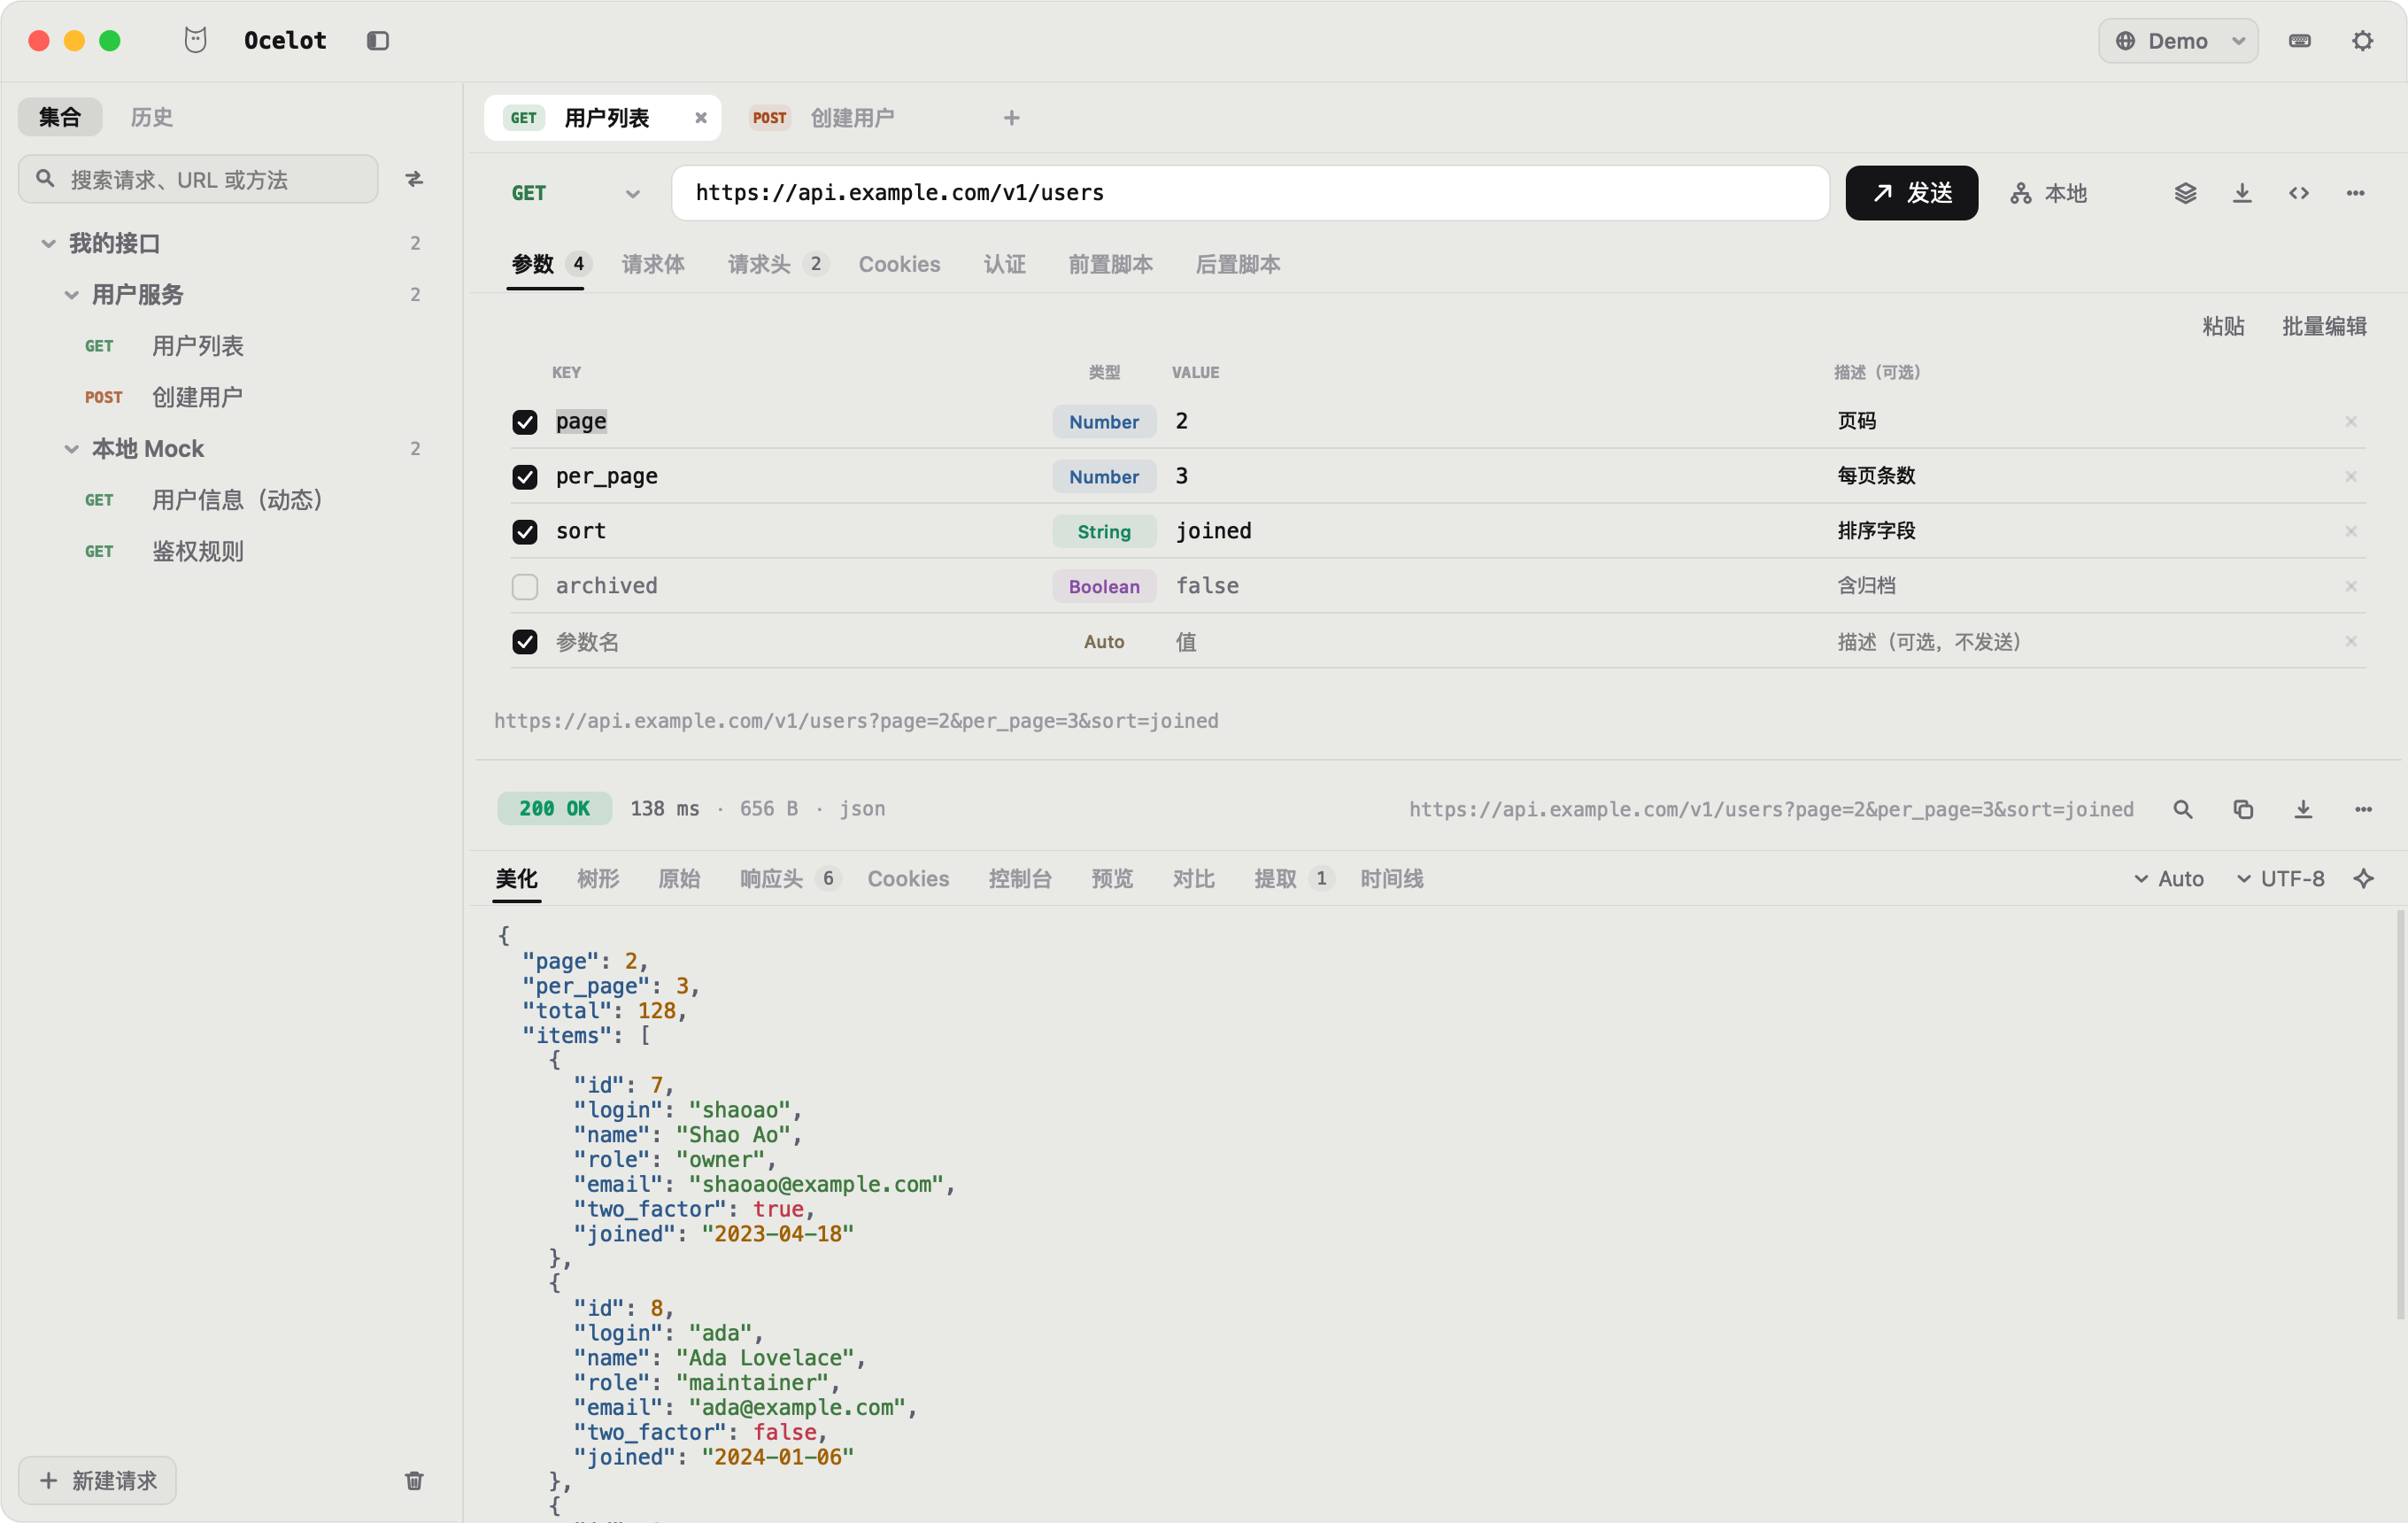 Ocelot
Demo
集合 历史
搜索请求、URL 或方法
我的接口 2
用户服务 2
GET 用户列表
POST 创建用户
本地 Mock 2
GET 用户信息（动态）
GET 鉴权规则
新建请求
GET 用户列表 POST 创建用户
GET https://api.example.com/v1/users 发送 本地
参数 4 请求体 请求头 2 Cookies 认证 前置脚本 后置脚本
粘贴 批量编辑
KEY 类型 VALUE 描述（可选）
page Number 2 页码
per_page Number 3 每页条数
sort String joined 排序字段
archived Boolean false 含归档
参数名 Auto 值 描述（可选，不发送）
https://api.example.com/v1/users?page=2&per_page=3&sort=joined
200 OK 138 ms · 656 B · json https://api.example.com/v1/users?page=2&per_page=3&sort=joined
美化 树形 原始 响应头 6 Cookies 控制台 预览 对比 提取 1 时间线 Auto UTF-8
{
"page": 2,
"per_page": 3,
"total": 128,
"items": [
{
"id": 7,
"login": "shaoao",
"name": "Shao Ao",
"role": "owner",
"email": "shaoao@example.com",
"two_factor": true,
"joined": "2023-04-18"
},
{
"id": 8,
"login": "ada",
"name": "Ada Lovelace",
"role": "maintainer",
"email": "ada@example.com",
"two_factor": false,
"joined": "2024-01-06"
},
{